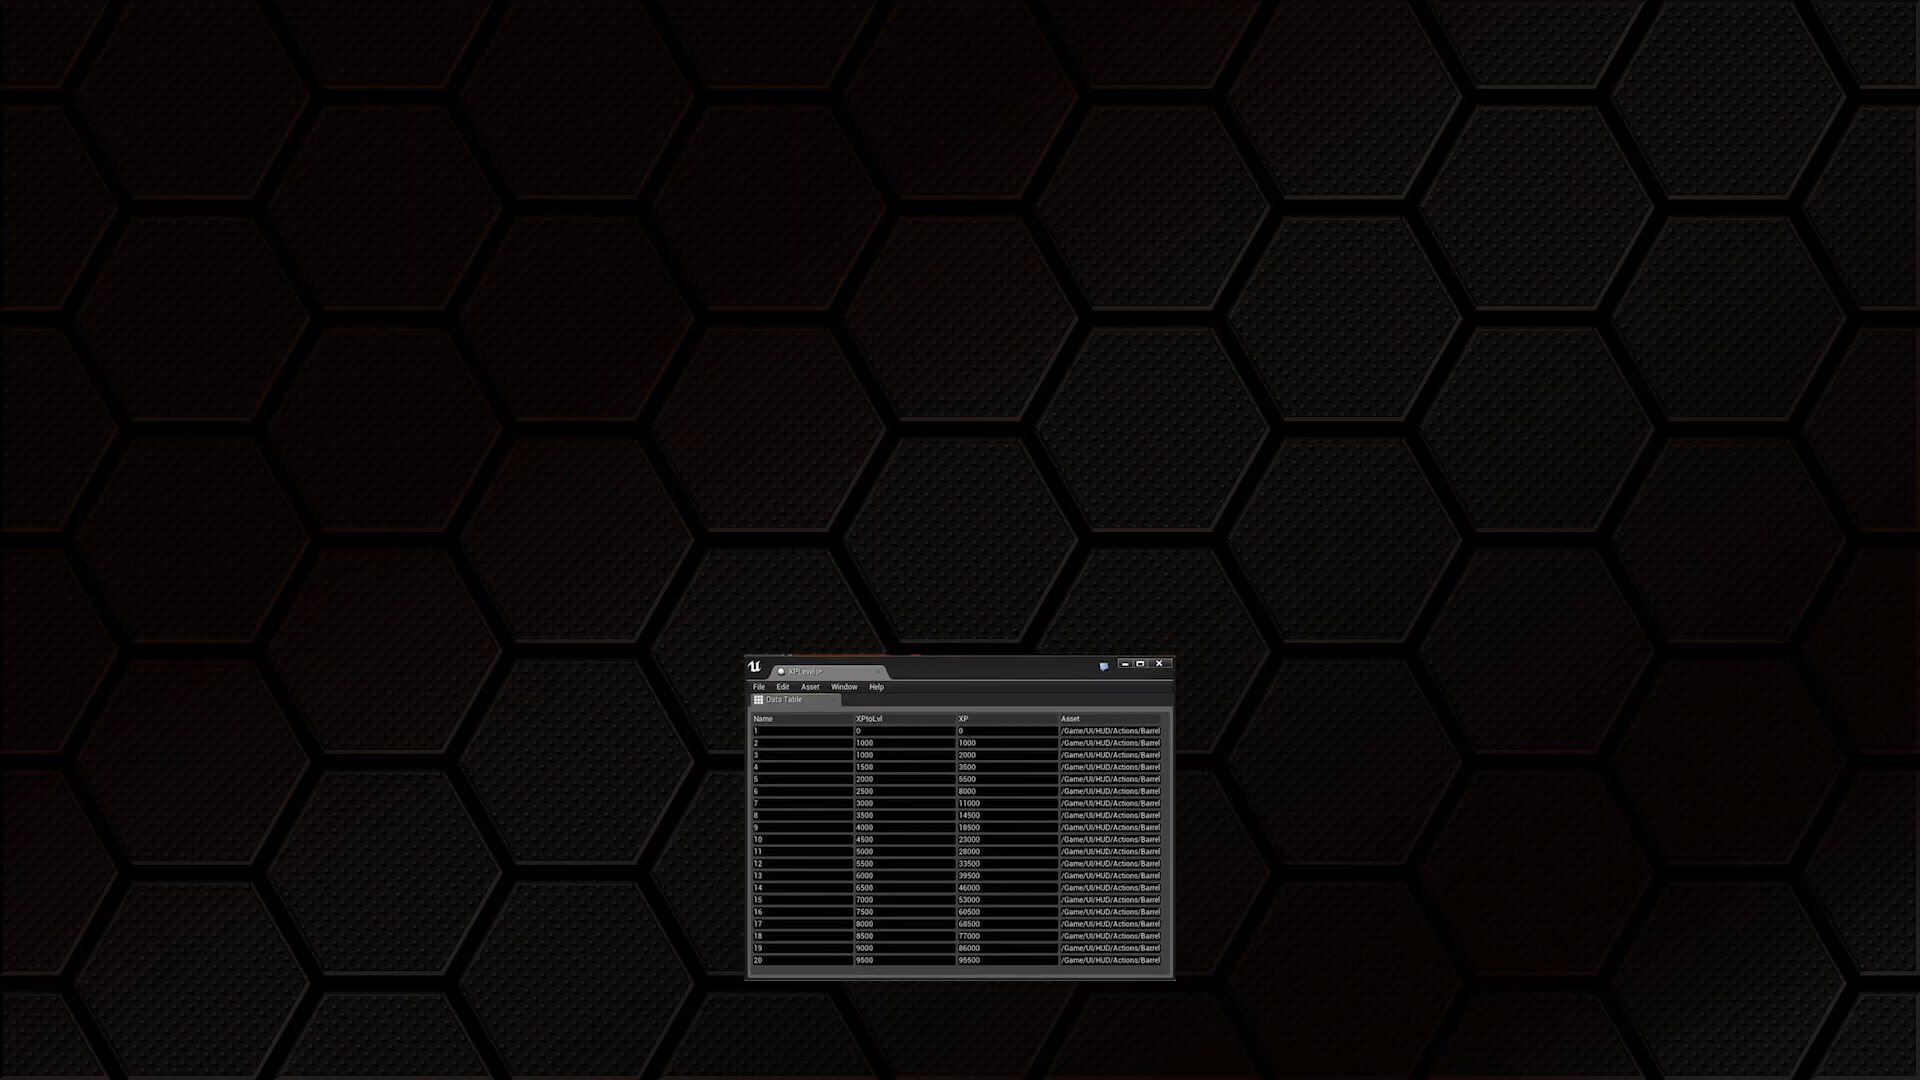 XPLevels*
File Edit Asset Window Help
Data Table
Name XPtoLvl XP Asset
1 0 0 /Game/UI/HUD/Actions/Barrel
2 1000 1000 /Game/UI/HUD/Actions/Barrel
3 1000 2000 /Game/UI/HUD/Actions/Barrel
4 1500 3500 /Game/UI/HUD/Actions/Barrel
5 2000 5500 /Game/UI/HUD/Actions/Barrel
6 2500 8000 /Game/UI/HUD/Actions/Barrel
7 3000 11000 /Game/UI/HUD/Actions/Barrel
8 3500 14500 /Game/UI/HUD/Actions/Barrel
9 4000 18500 /Game/UI/HUD/Actions/Barrel
10 4500 23000 /Game/UI/HUD/Actions/Barrel
11 5000 28000 /Game/UI/HUD/Actions/Barrel
12 5500 33500 /Game/UI/HUD/Actions/Barrel
13 6000 39500 /Game/UI/HUD/Actions/Barrel
14 6500 46000 /Game/UI/HUD/Actions/Barrel
15 7000 53000 /Game/UI/HUD/Actions/Barrel
16 7500 60500 /Game/UI/HUD/Actions/Barrel
17 8000 68500 /Game/UI/HUD/Actions/Barrel
18 8500 77000 /Game/UI/HUD/Actions/Barrel
19 9000 86000 /Game/UI/HUD/Actions/Barrel
20 9500 95500 /Game/UI/HUD/Actions/Barrel